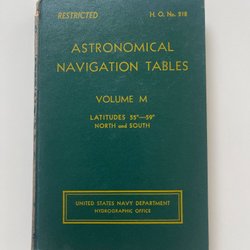 RESTRICTED H. O. No. 218
ASTRONOMICAL
NAVIGATION TABLES
VOLUME M
LATITUDES 55°—59°
NORTH and SOUTH
UNITED STATES NAVY DEPARTMENT
HYDROGRAPHIC OFFICE